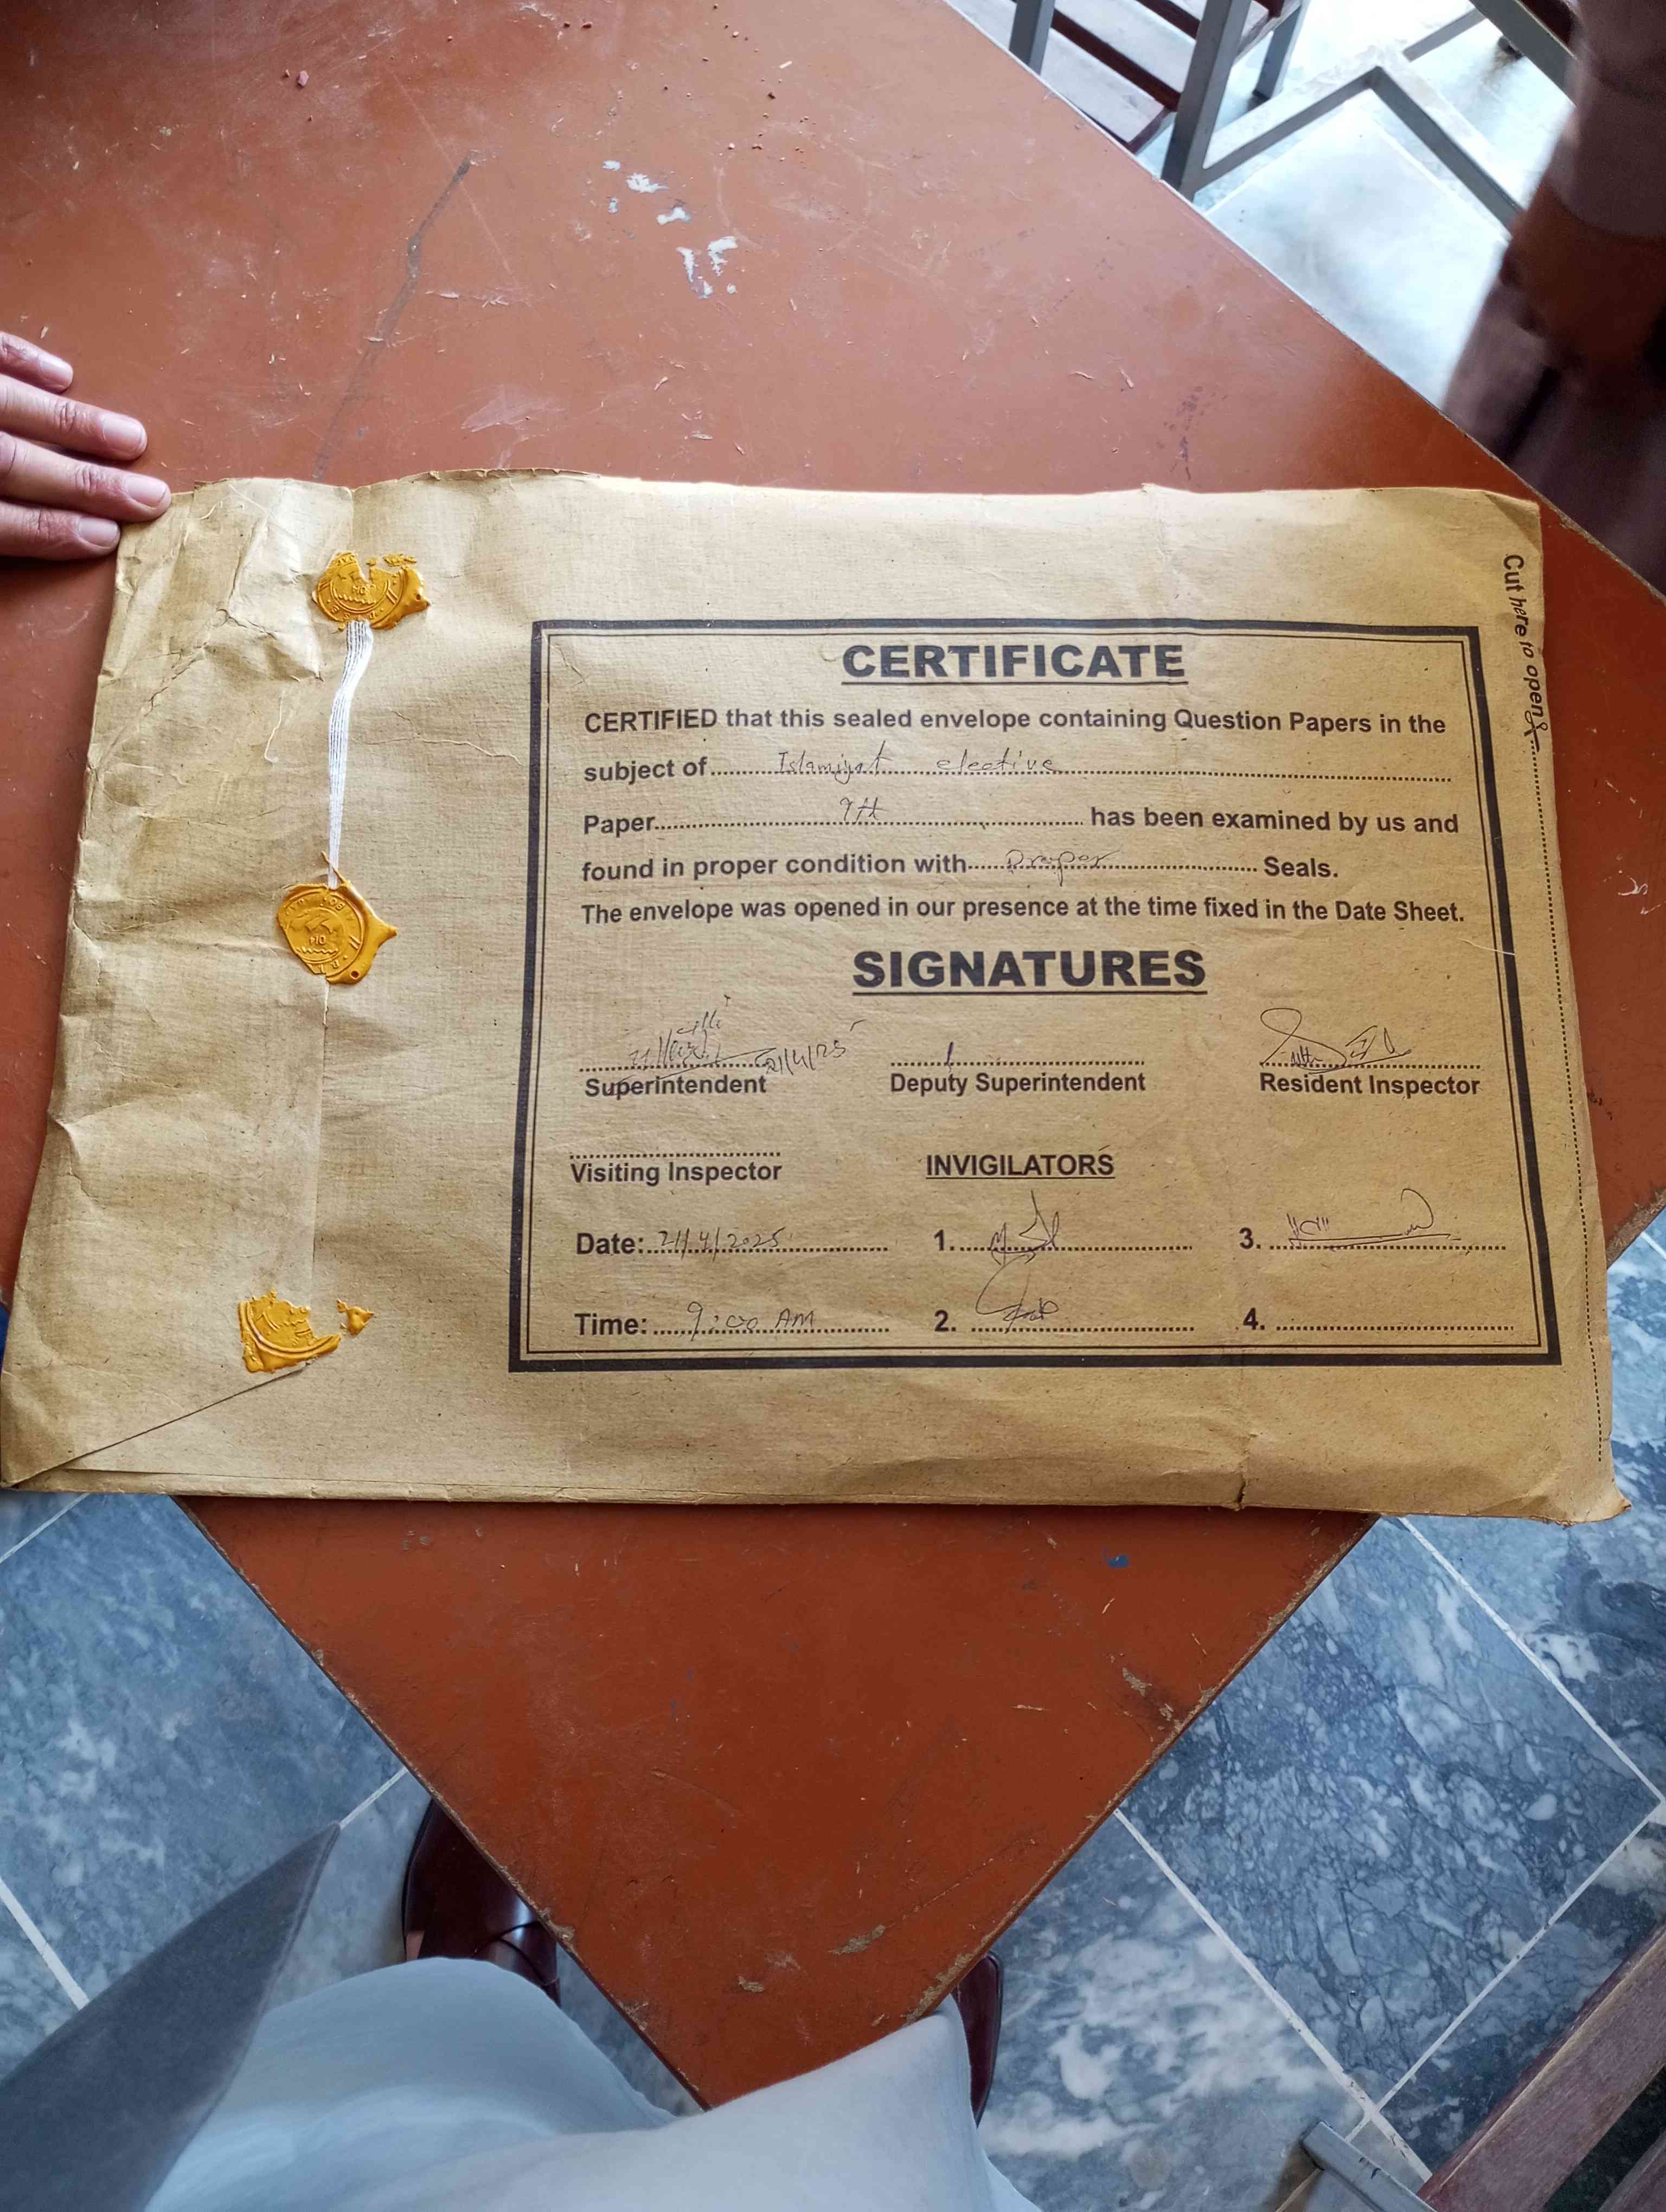 Cut here to open
CERTIFICATE
CERTIFIED that this sealed envelope containing Question Papers in the
subject of Islamiyat elective
Paper 9th has been examined by us and
found in proper condition with Proper Seals.
The envelope was opened in our presence at the time fixed in the Date Sheet.
SIGNATURES
21/4/25
Superintendent Deputy Superintendent Resident Inspector
Visiting Inspector INVIGILATORS
Date: 21/4/2025 1. 3.
Time: 9:00 AM 2. 4.